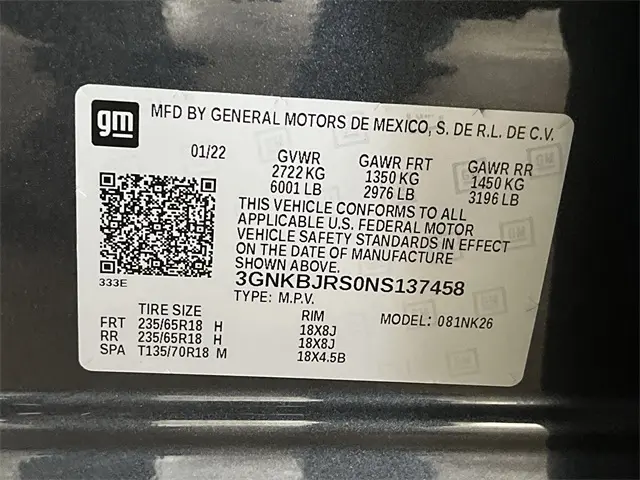 gm
MFD BY GENERAL MOTORS DE MEXICO, S. DE R.L. DE C.V.
01/22 GVWR GAWR FRT GAWR RR
2722 KG 1350 KG 1450 KG
6001 LB 2976 LB 3196 LB
THIS VEHICLE CONFORMS TO ALL
APPLICABLE U.S. FEDERAL MOTOR
VEHICLE SAFETY STANDARDS IN EFFECT
ON THE DATE OF MANUFACTURE
SHOWN ABOVE.
333E
3GNKBJRS0NS137458
TYPE: M.P.V.
TIRE SIZE RIM MODEL: 081NK26
FRT 235/65R18 H 18X8J
RR 235/65R18 H 18X8J
SPA T135/70R18 M 18X4.5B